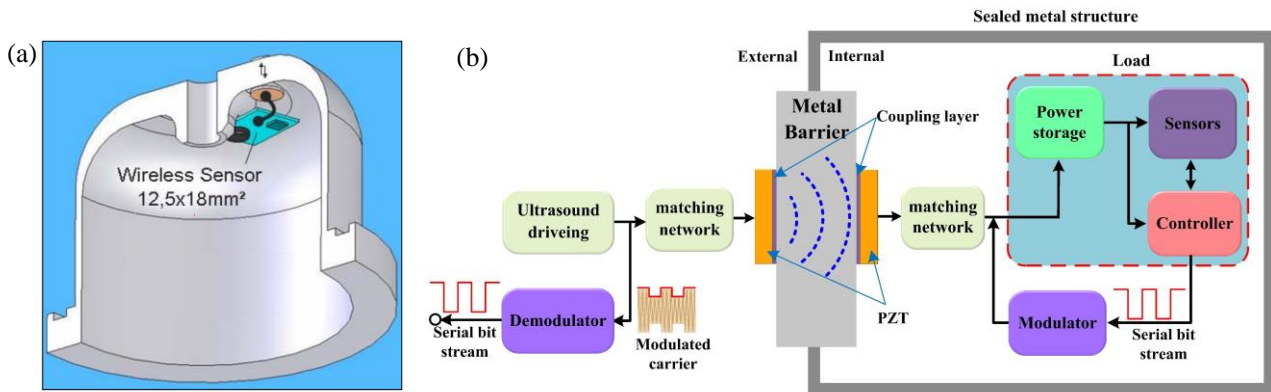 (a)
Wireless Sensor
12,5x18mm²
(b)
Sealed metal structure
External
Internal
Load
Metal
Barrier
Coupling layer
Power
storage
Sensors
Ultrasound
driveing
matching
network
matching
network
Controller
Serial bit
stream
Demodulator
Modulated
carrier
PZT
Modulator
Serial bit
stream